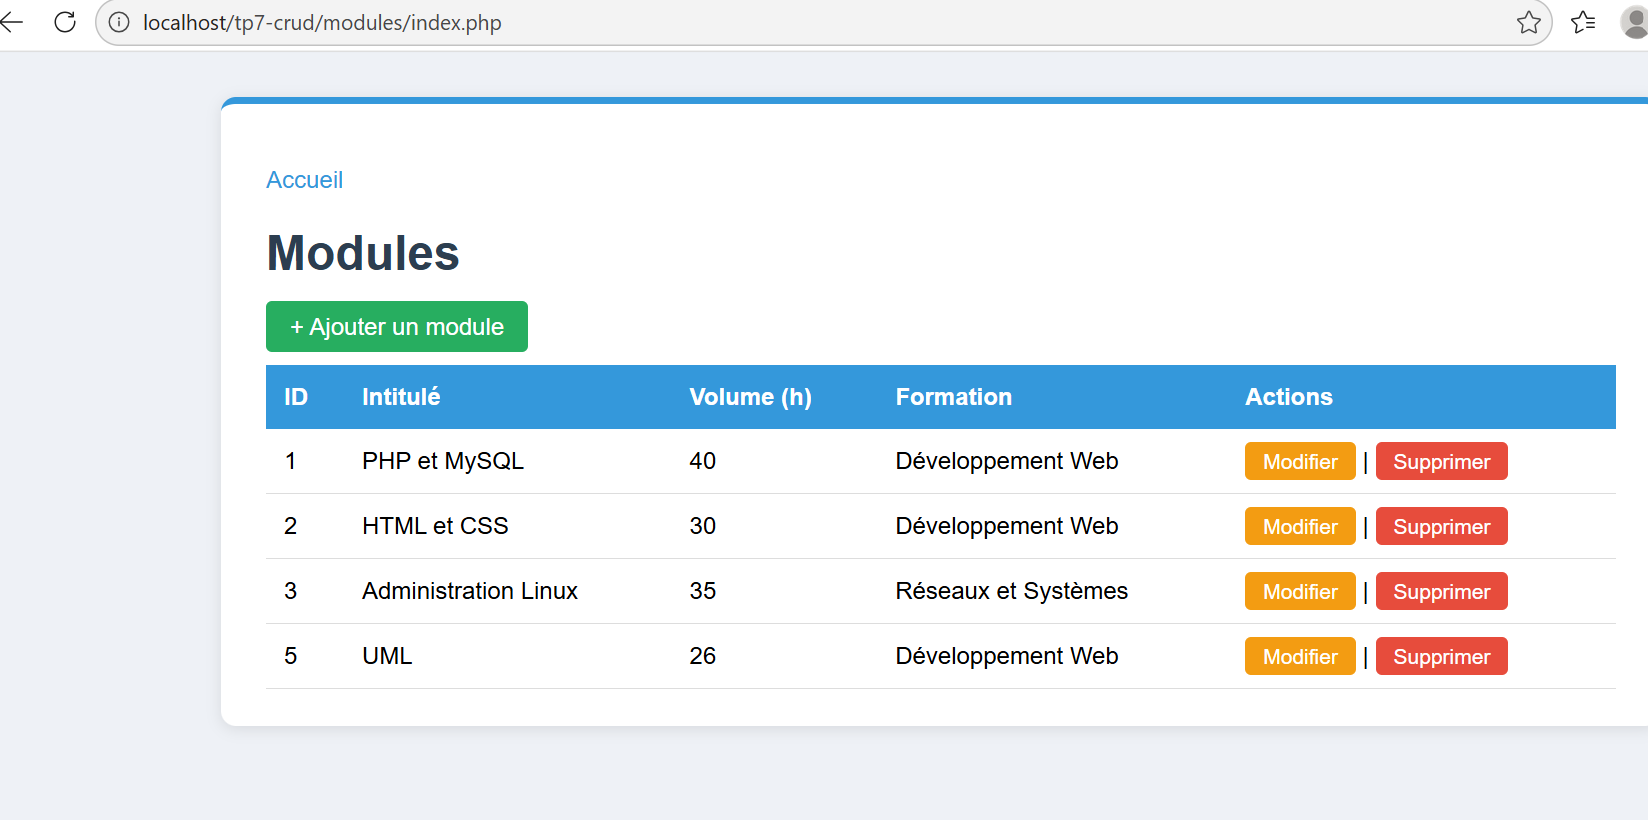 localhost/tp7-crud/modules/index.php
Accueil
Modules
+ Ajouter un module
ID Intitulé Volume (h) Formation Actions
1 PHP et MySQL 40 Développement Web Modifier | Supprimer
2 HTML et CSS 30 Développement Web Modifier | Supprimer
3 Administration Linux 35 Réseaux et Systèmes Modifier | Supprimer
5 UML 26 Développement Web Modifier | Supprimer